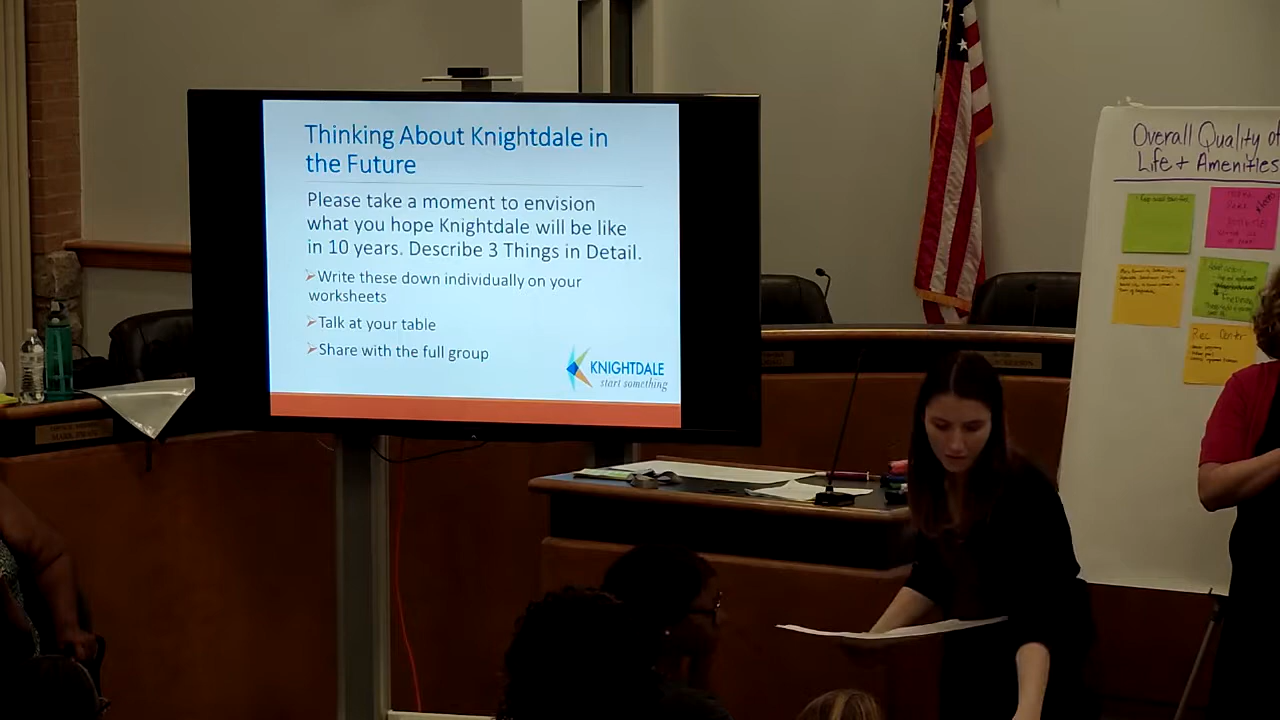 Thinking About Knightdale in
the Future
Please take a moment to envision
what you hope Knightdale will be like
in 10 years. Describe 3 Things in Detail.
➢Write these down individually on your
worksheets
➢Talk at your table
➢Share with the full group
KNIGHTDALE
start something
Overall Quality of
Life + Amenities
Rec Center